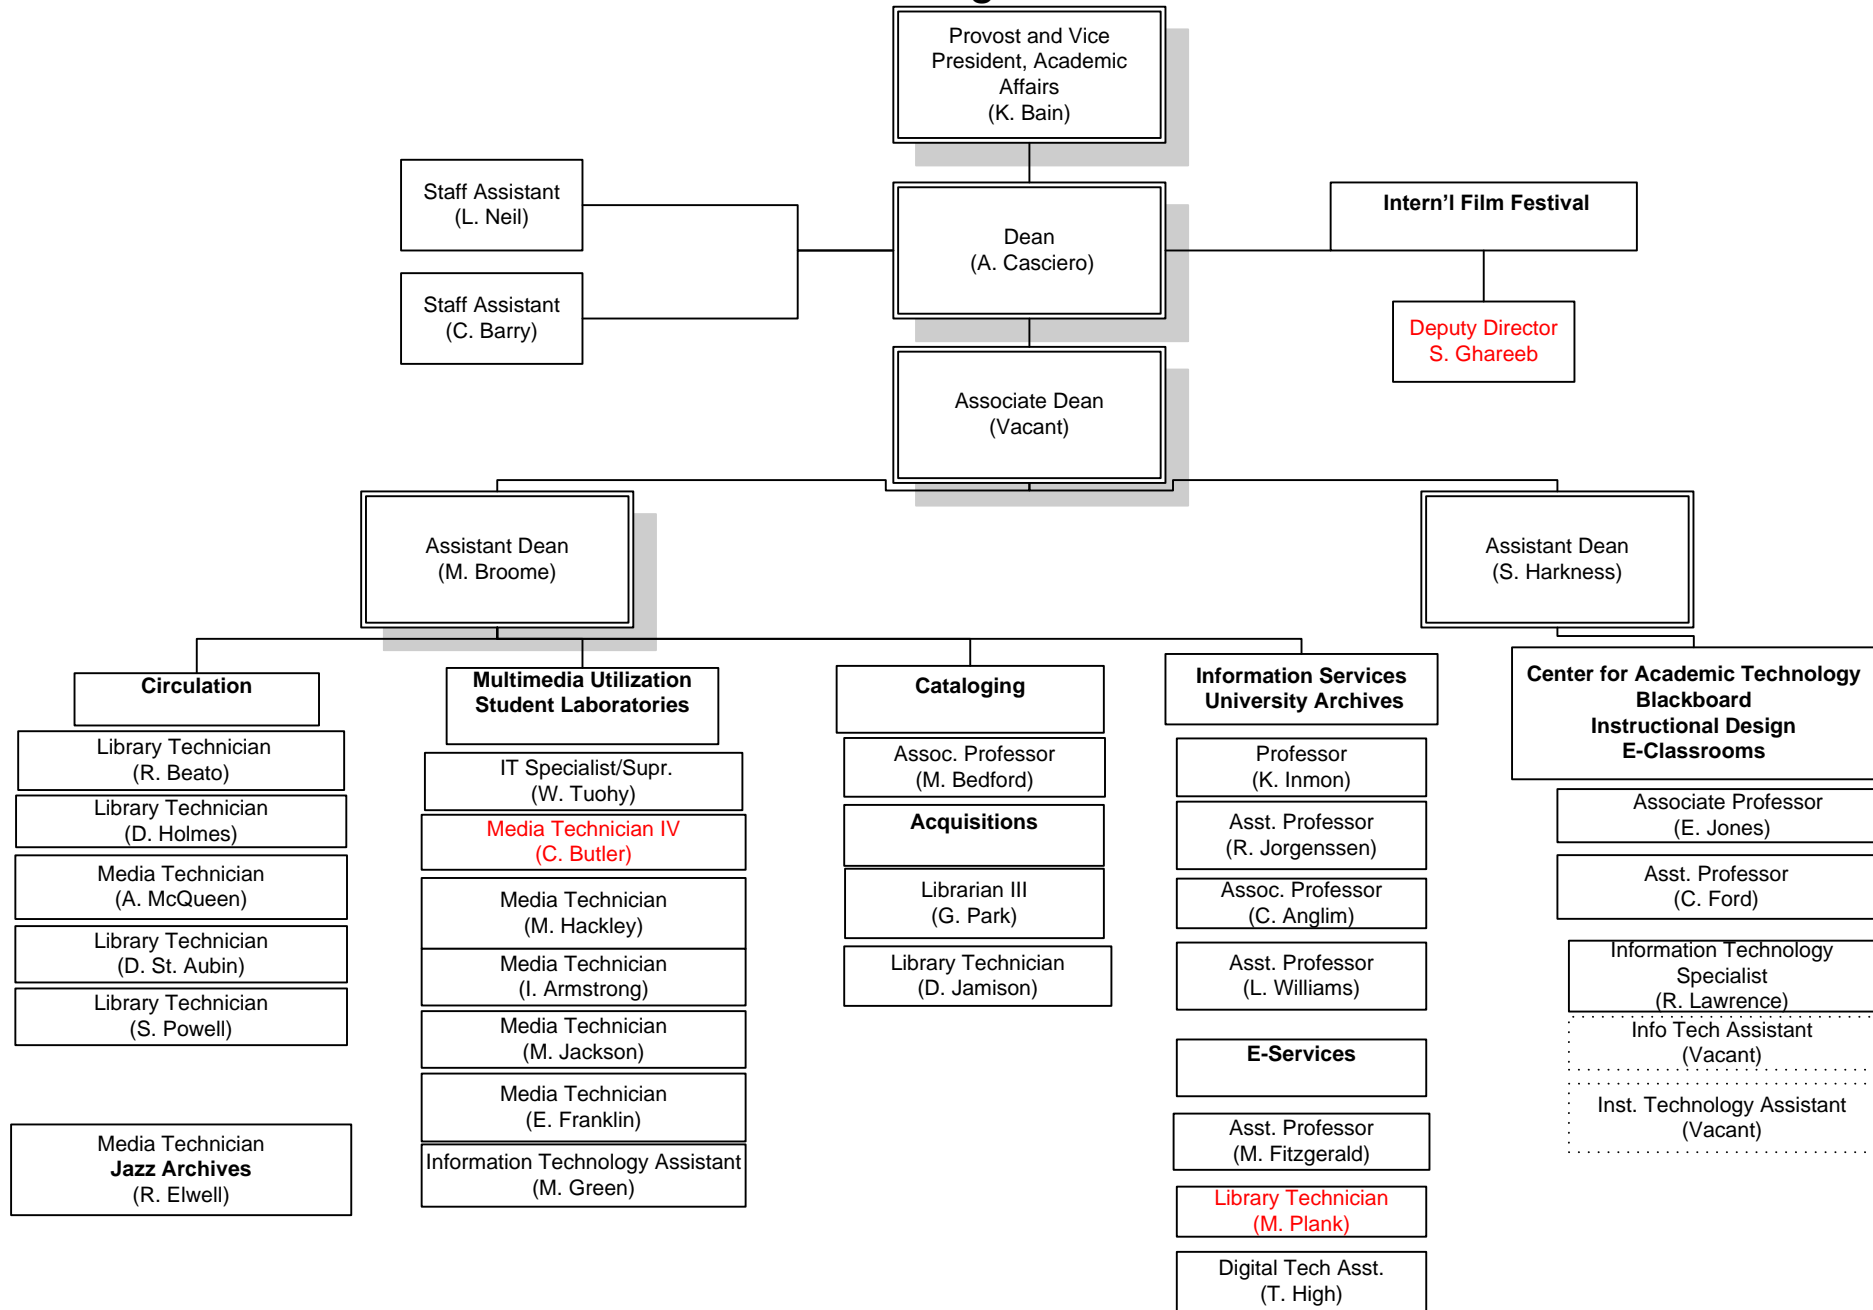 Provost and Vice
President, Academic
Affairs
(K. Bain)
Staff Assistant
(L. Neil)
Staff Assistant
(C. Barry)
Dean
(A. Casciero)
Intern'l Film Festival
Deputy Director
S. Ghareeb
Associate Dean
(Vacant)
Assistant Dean
(M. Broome)
Assistant Dean
(S. Harkness)
Circulation
Library Technician
(R. Beato)
Library Technician
(D. Holmes)
Media Technician
(A. McQueen)
Library Technician
(D. St. Aubin)
Library Technician
(S. Powell)
Media Technician
Jazz Archives
(R. Elwell)
Multimedia Utilization
Student Laboratories
IT Specialist/Supr.
(W. Tuohy)
Media Technician IV
(C. Butler)
Media Technician
(M. Hackley)
Media Technician
(I. Armstrong)
Media Technician
(M. Jackson)
Media Technician
(E. Franklin)
Information Technology Assistant
(M. Green)
Cataloging
Assoc. Professor
(M. Bedford)
Acquisitions
Librarian III
(G. Park)
Library Technician
(D. Jamison)
Information Services
University Archives
Professor
(K. Inmon)
Asst. Professor
(R. Jorgenssen)
Assoc. Professor
(C. Anglim)
Asst. Professor
(L. Williams)
E-Services
Asst. Professor
(M. Fitzgerald)
Library Technician
(M. Plank)
Digital Tech Asst.
(T. High)
Center for Academic Technology
Blackboard
Instructional Design
E-Classrooms
Associate Professor
(E. Jones)
Asst. Professor
(C. Ford)
Information Technology
Specialist
(R. Lawrence)
Info Tech Assistant
(Vacant)
Inst. Technology Assistant
(Vacant)